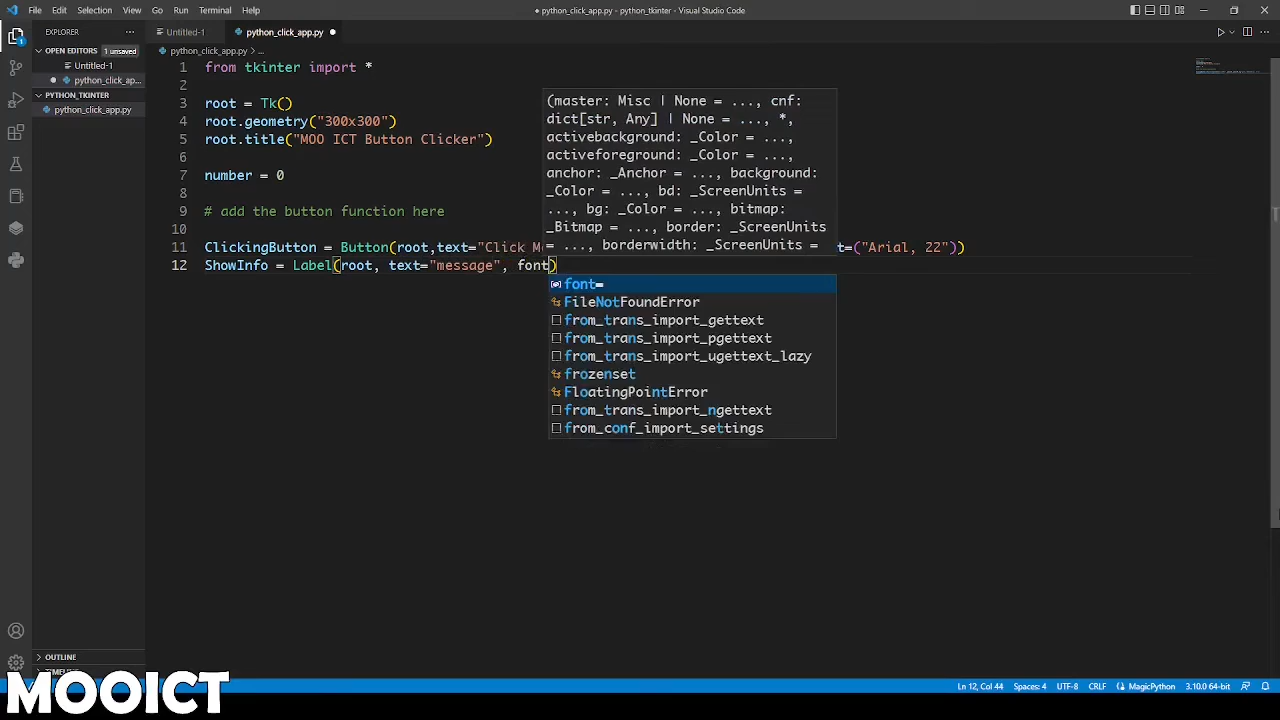 File Edit Selection View Go Run Terminal Help
● python_click_app.py - python_tkinter - Visual Studio Code
EXPLORER
Untitled-1
python_click_app.py
OPEN EDITORS 1 unsaved
Untitled-1
python_click_ap...
PYTHON_TKINTER
python_click_app.py
python_click_app.py > ...
1 from tkinter import *
2
3 root = Tk()
4 root.geometry("300x300")
5 root.title("MOO ICT Button Clicker")
6
7 number = 0
8
9 # add the button function here
10
11 ClickingButton = Button(root,text="Click M t=("Arial, 22"))
12 ShowInfo = Label(root, text="message", font)
(master: Misc | None = ..., cnf:
dict[str, Any] | None = ..., *,
activebackground: _Color = ...,
activeforeground: _Color = ...,
anchor: _Anchor = ..., background:
_Color = ..., bd: _ScreenUnits =
..., bg: _Color = ..., bitmap:
_Bitmap = ..., border: _ScreenUnits
= ..., borderwidth: _ScreenUnits =
font=
FileNotFoundError
from_trans_import_gettext
from_trans_import_pgettext
from_trans_import_ugettext_lazy
frozenset
FloatingPointError
from_trans_import_ngettext
from_conf_import_settings
OUTLINE
MOOICT
Ln 12, Col 44 Spaces: 4 UTF-8 CRLF MagicPython 3.10.0 64-bit